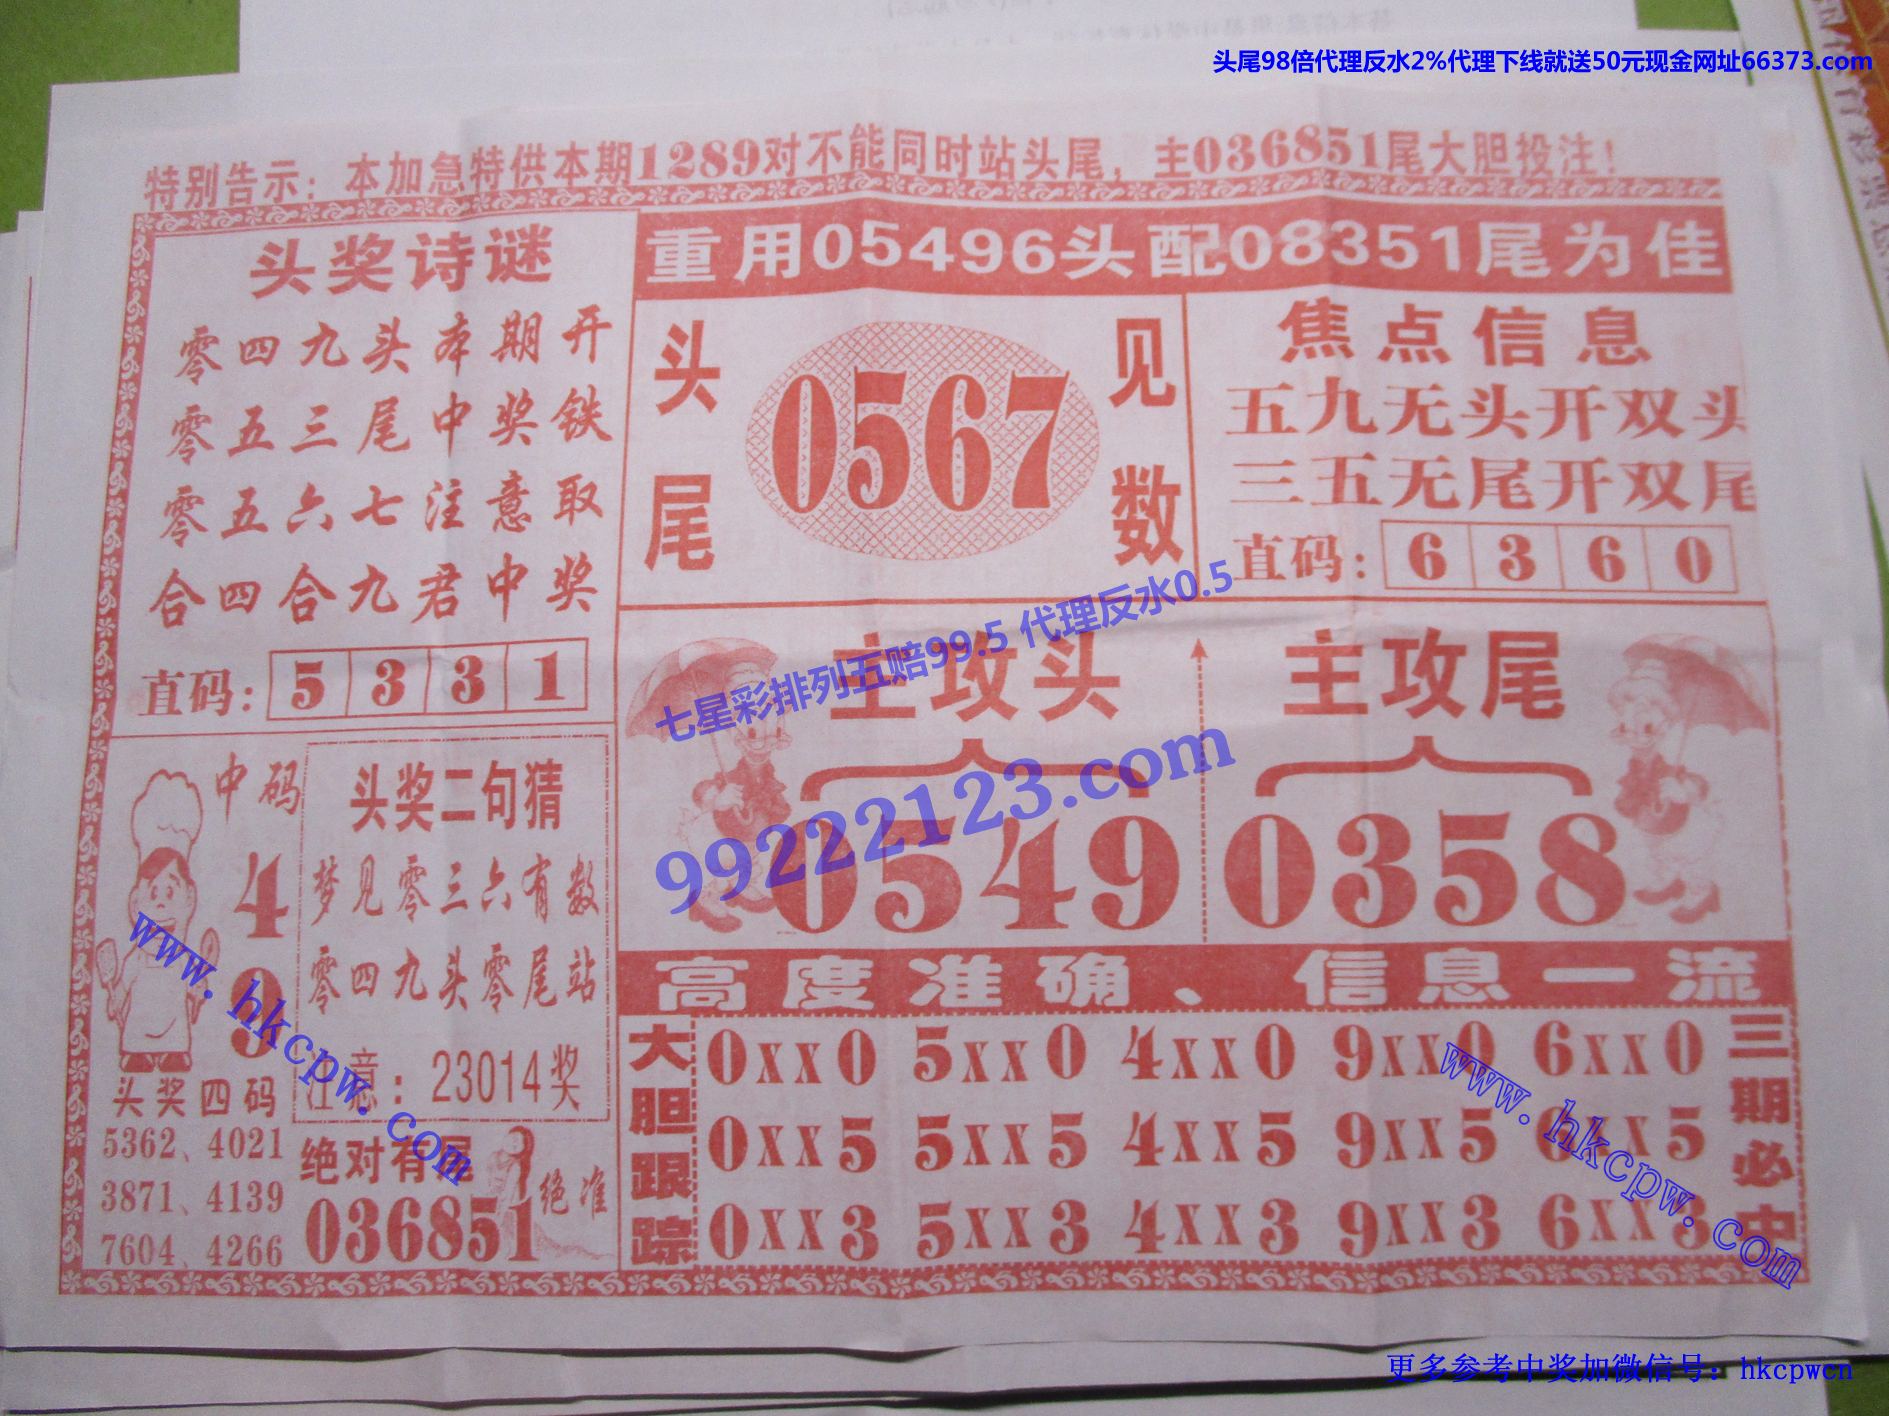 头尾98倍代理反水2%代理下线就送50元现金网址66373.com
特别告示：本加急特供本期1289对不能同时站头尾，主036851尾大胆投注！
头奖诗谜
零四九头本期开
零五三尾中奖铁
零五六七注意取
合四合九君中奖
直码：5331
重用05496头配08351尾为佳
头尾
0567
见数
焦点信息
五九无头开双头
三五无尾开双尾
直码：6360
七星彩排列五赔99.5 代理反水0.5
99222123.com
主攻头
0549
主攻尾
0358
中码
4
9
头奖二句猜
梦见零三六有数
零四九头零尾站
注意：23014奖
头奖四码
5362、4021
3871、4139
7604、4266
绝对有尾
036851
绝准
www.hkcpw.com
高度准确、信息一流
大胆跟踪
0xx0 5xx0 4xx0 9xx0 6xx0
0xx5 5xx5 4xx5 9xx5 6xx5
0xx3 5xx3 4xx3 9xx3 6xx3
三期必中
www.hkcpw.com
更多参考中奖加微信号：hkcpwcn